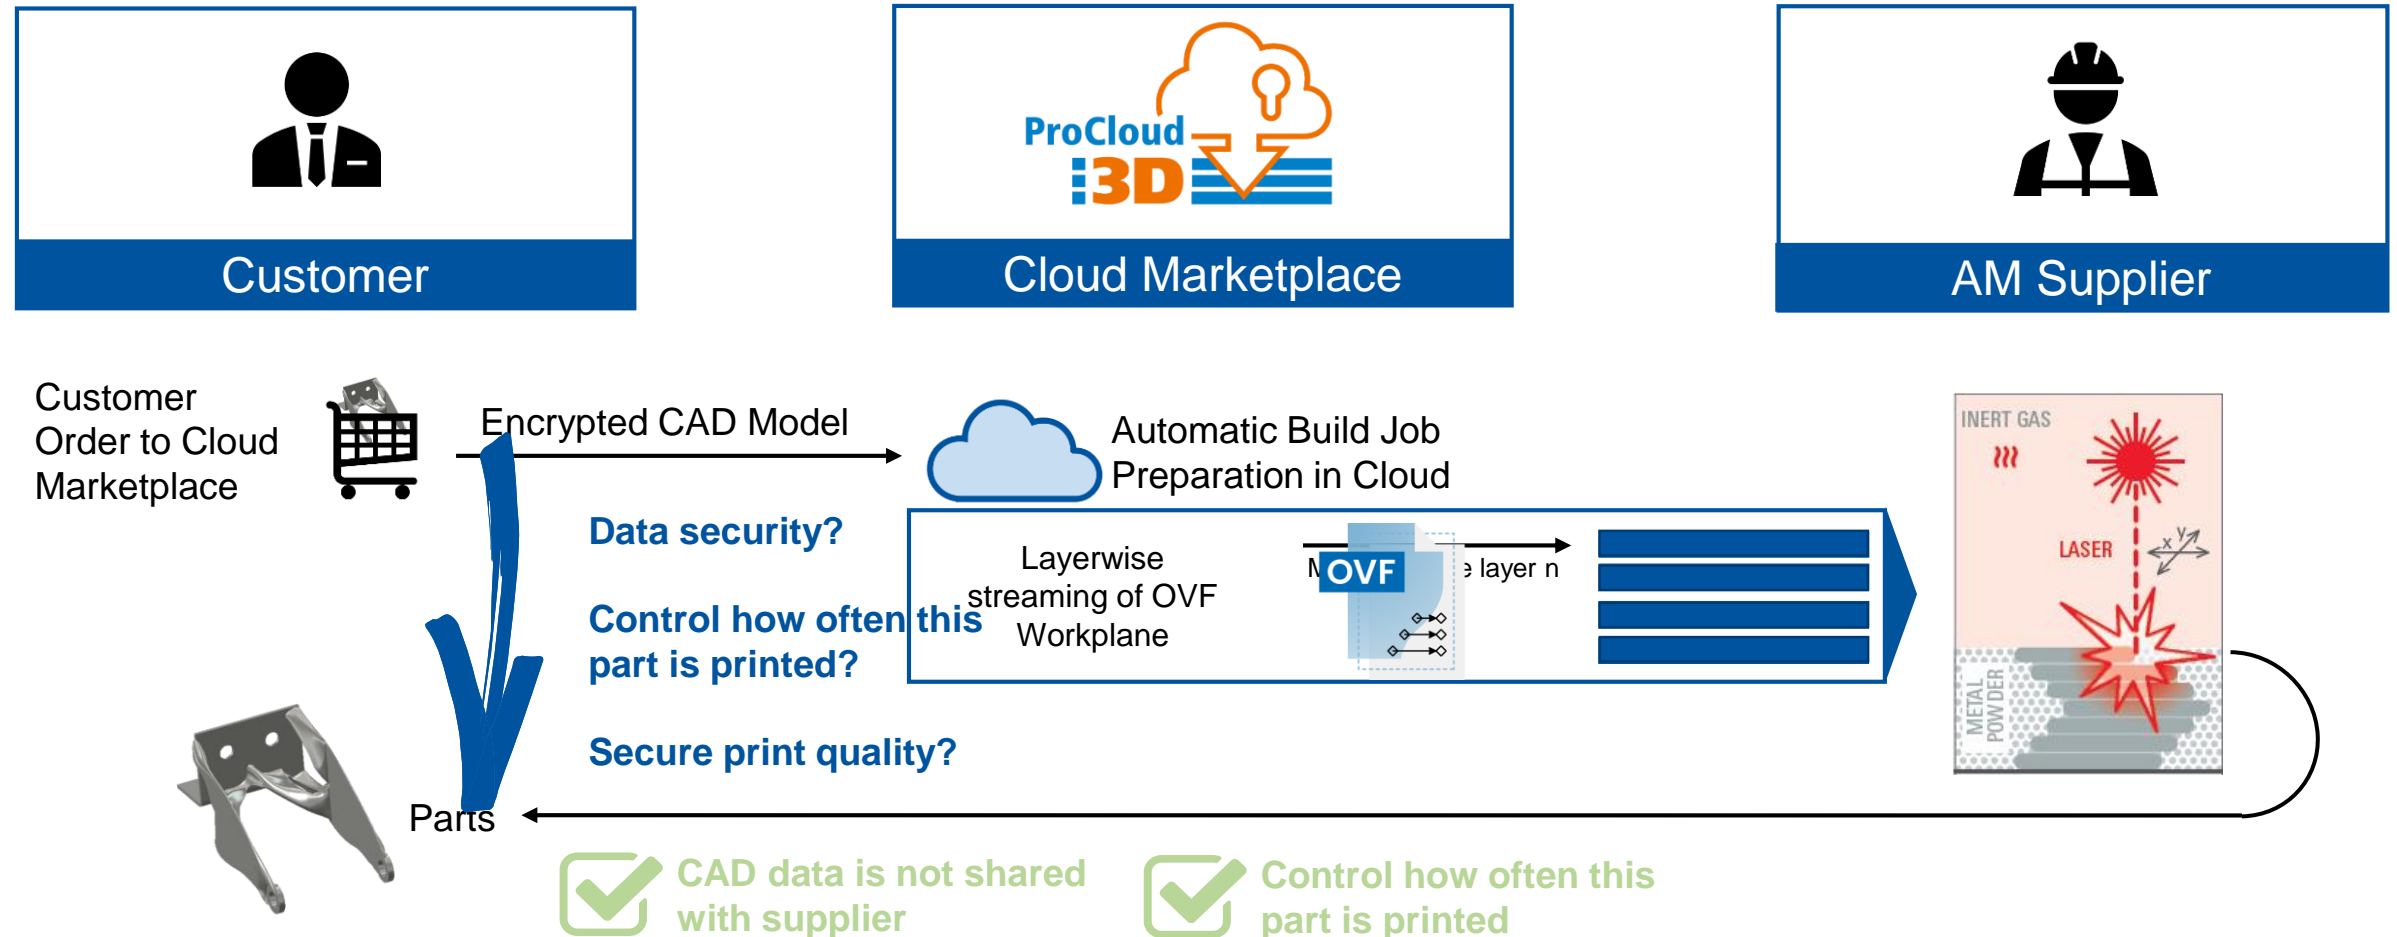 ProCloud
3D
Customer
Cloud Marketplace
AM Supplier
Customer
Order to Cloud
Marketplace
Encrypted CAD Model
Automatic Build Job
Preparation in Cloud
INERT GAS
LASER
x
y
METAL
POWDER
Data security?
Control how often this
part is printed?
Secure print quality?
Layerwise
streaming of OVF
Workplane
OVF
layer n
Parts
CAD data is not shared
with supplier
Control how often this
part is printed